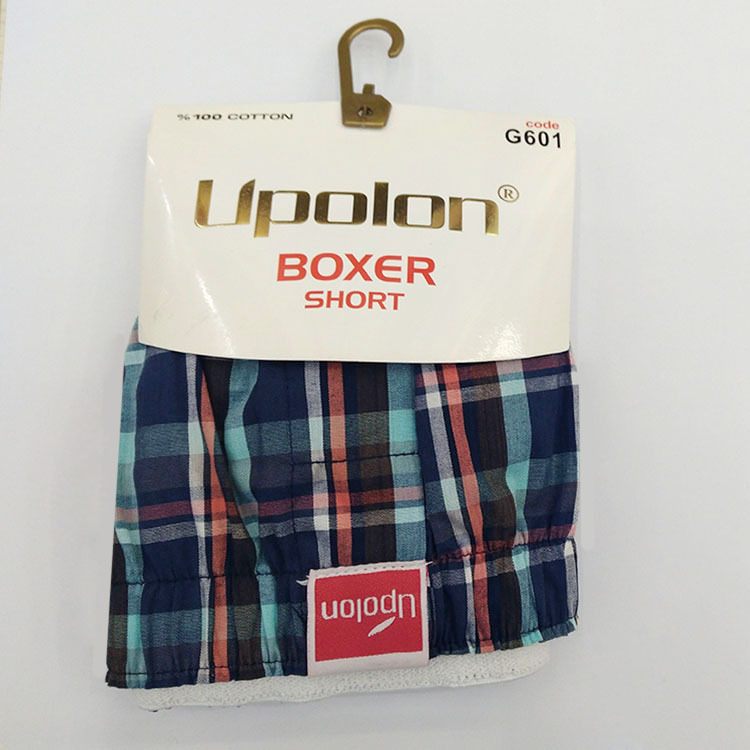 % 100 COTTON
code
G601
Upolon®
BOXER
SHORT
Upolon